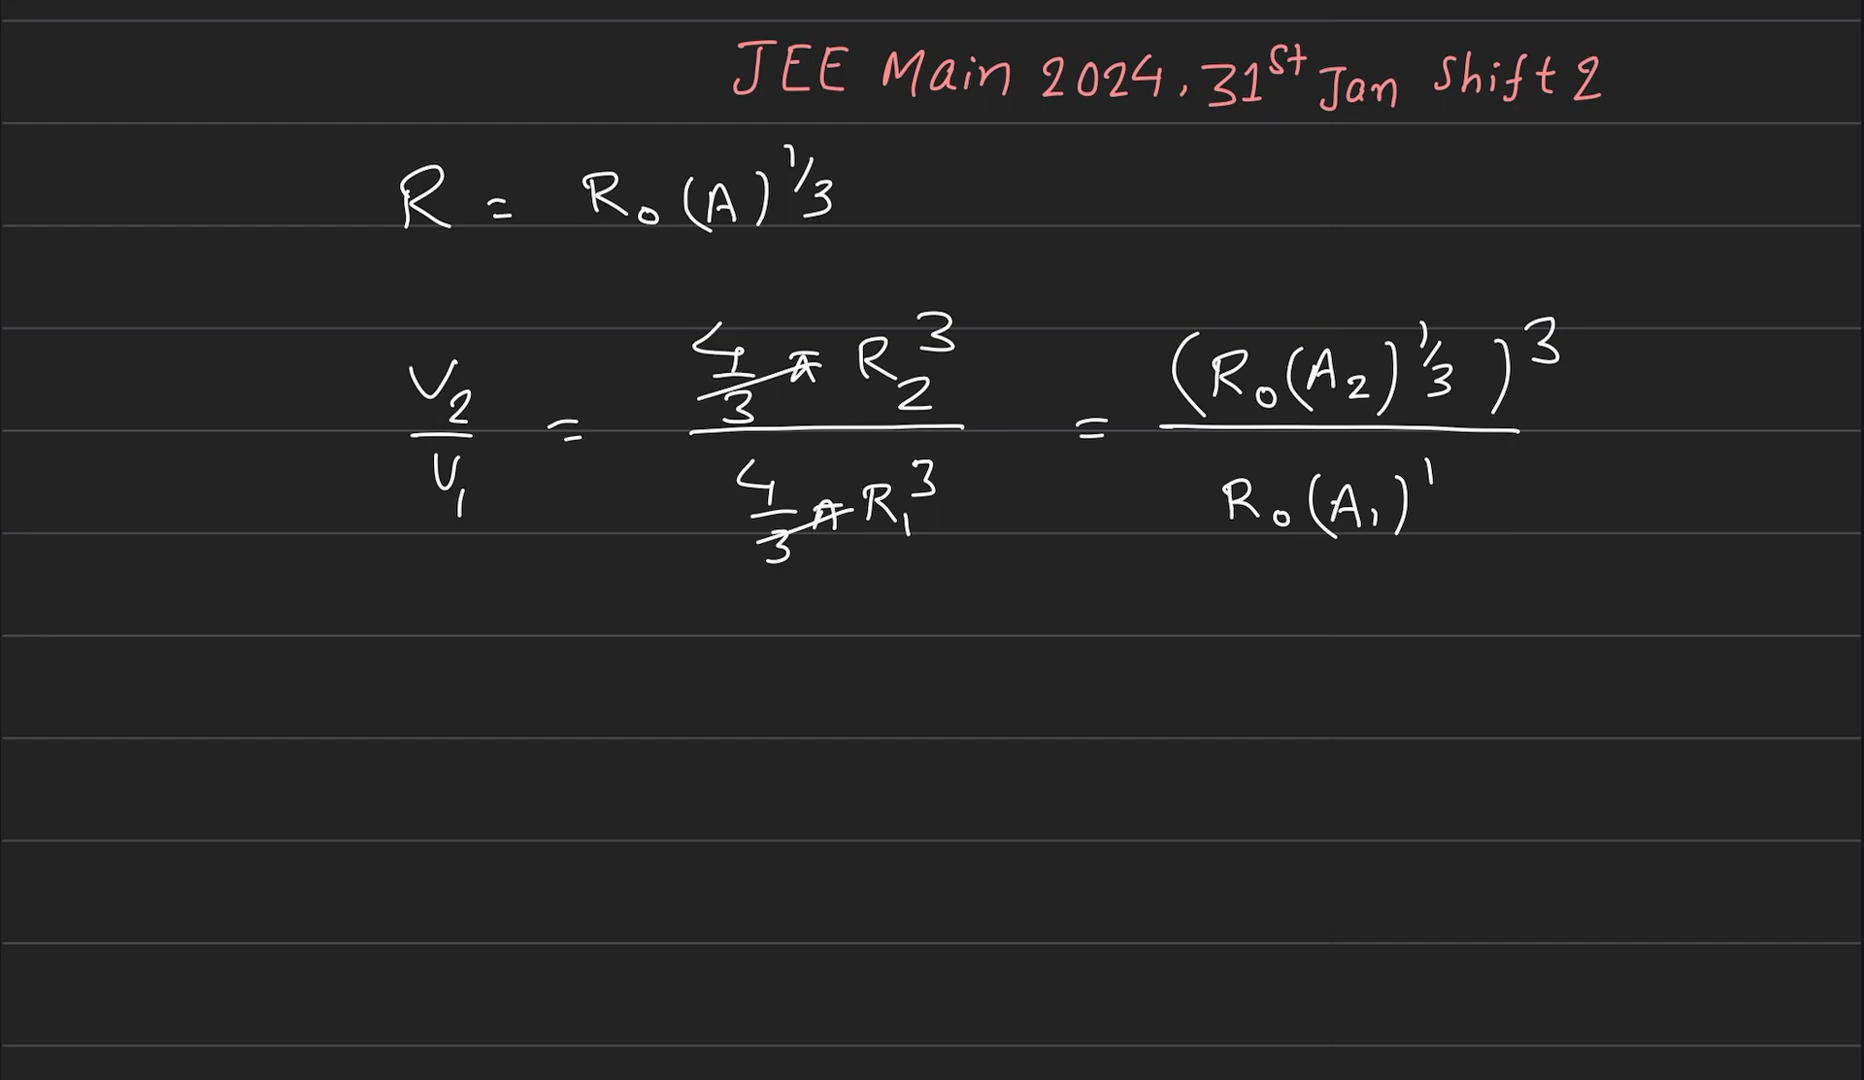 JEE Main 2024, 31st Jan Shift 2
R = R₀(A)^1/3
V₂/V₁ = (4/3 π R₂³)/(4/3 π R₁³) = (R₀(A₂)^1/3)³/R₀(A₁)^1